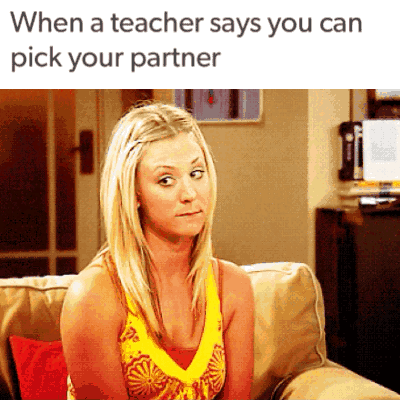 When a teacher says you can
pick your partner